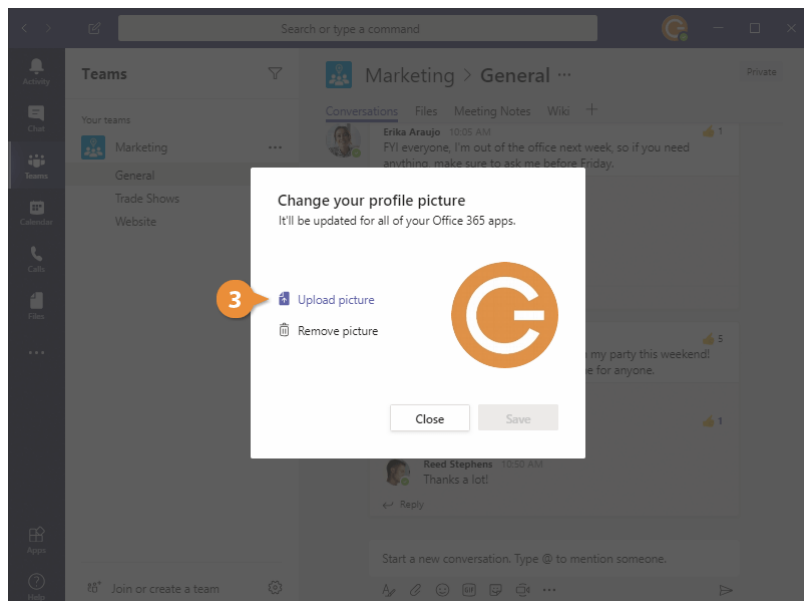 Search or type a command
Activity
Chat
Teams
Calendar
Calls
Files
Apps
Help
Teams
Your teams
Marketing
General
Trade Shows
Website
Join or create a team
Marketing > General
Private
Conversations Files Meeting Notes Wiki
Erika Araujo 10:05 AM
FYI everyone, I'm out of the office next week, so if you need
anything, make sure to ask me before Friday.
1
Change your profile picture
It'll be updated for all of your Office 365 apps.
3
Upload picture
Remove picture
Close
Save
5
my party this weekend!
for anyone.
1
Reed Stephens 10:50 AM
Thanks a lot!
Reply
Start a new conversation. Type @ to mention someone.
GIF